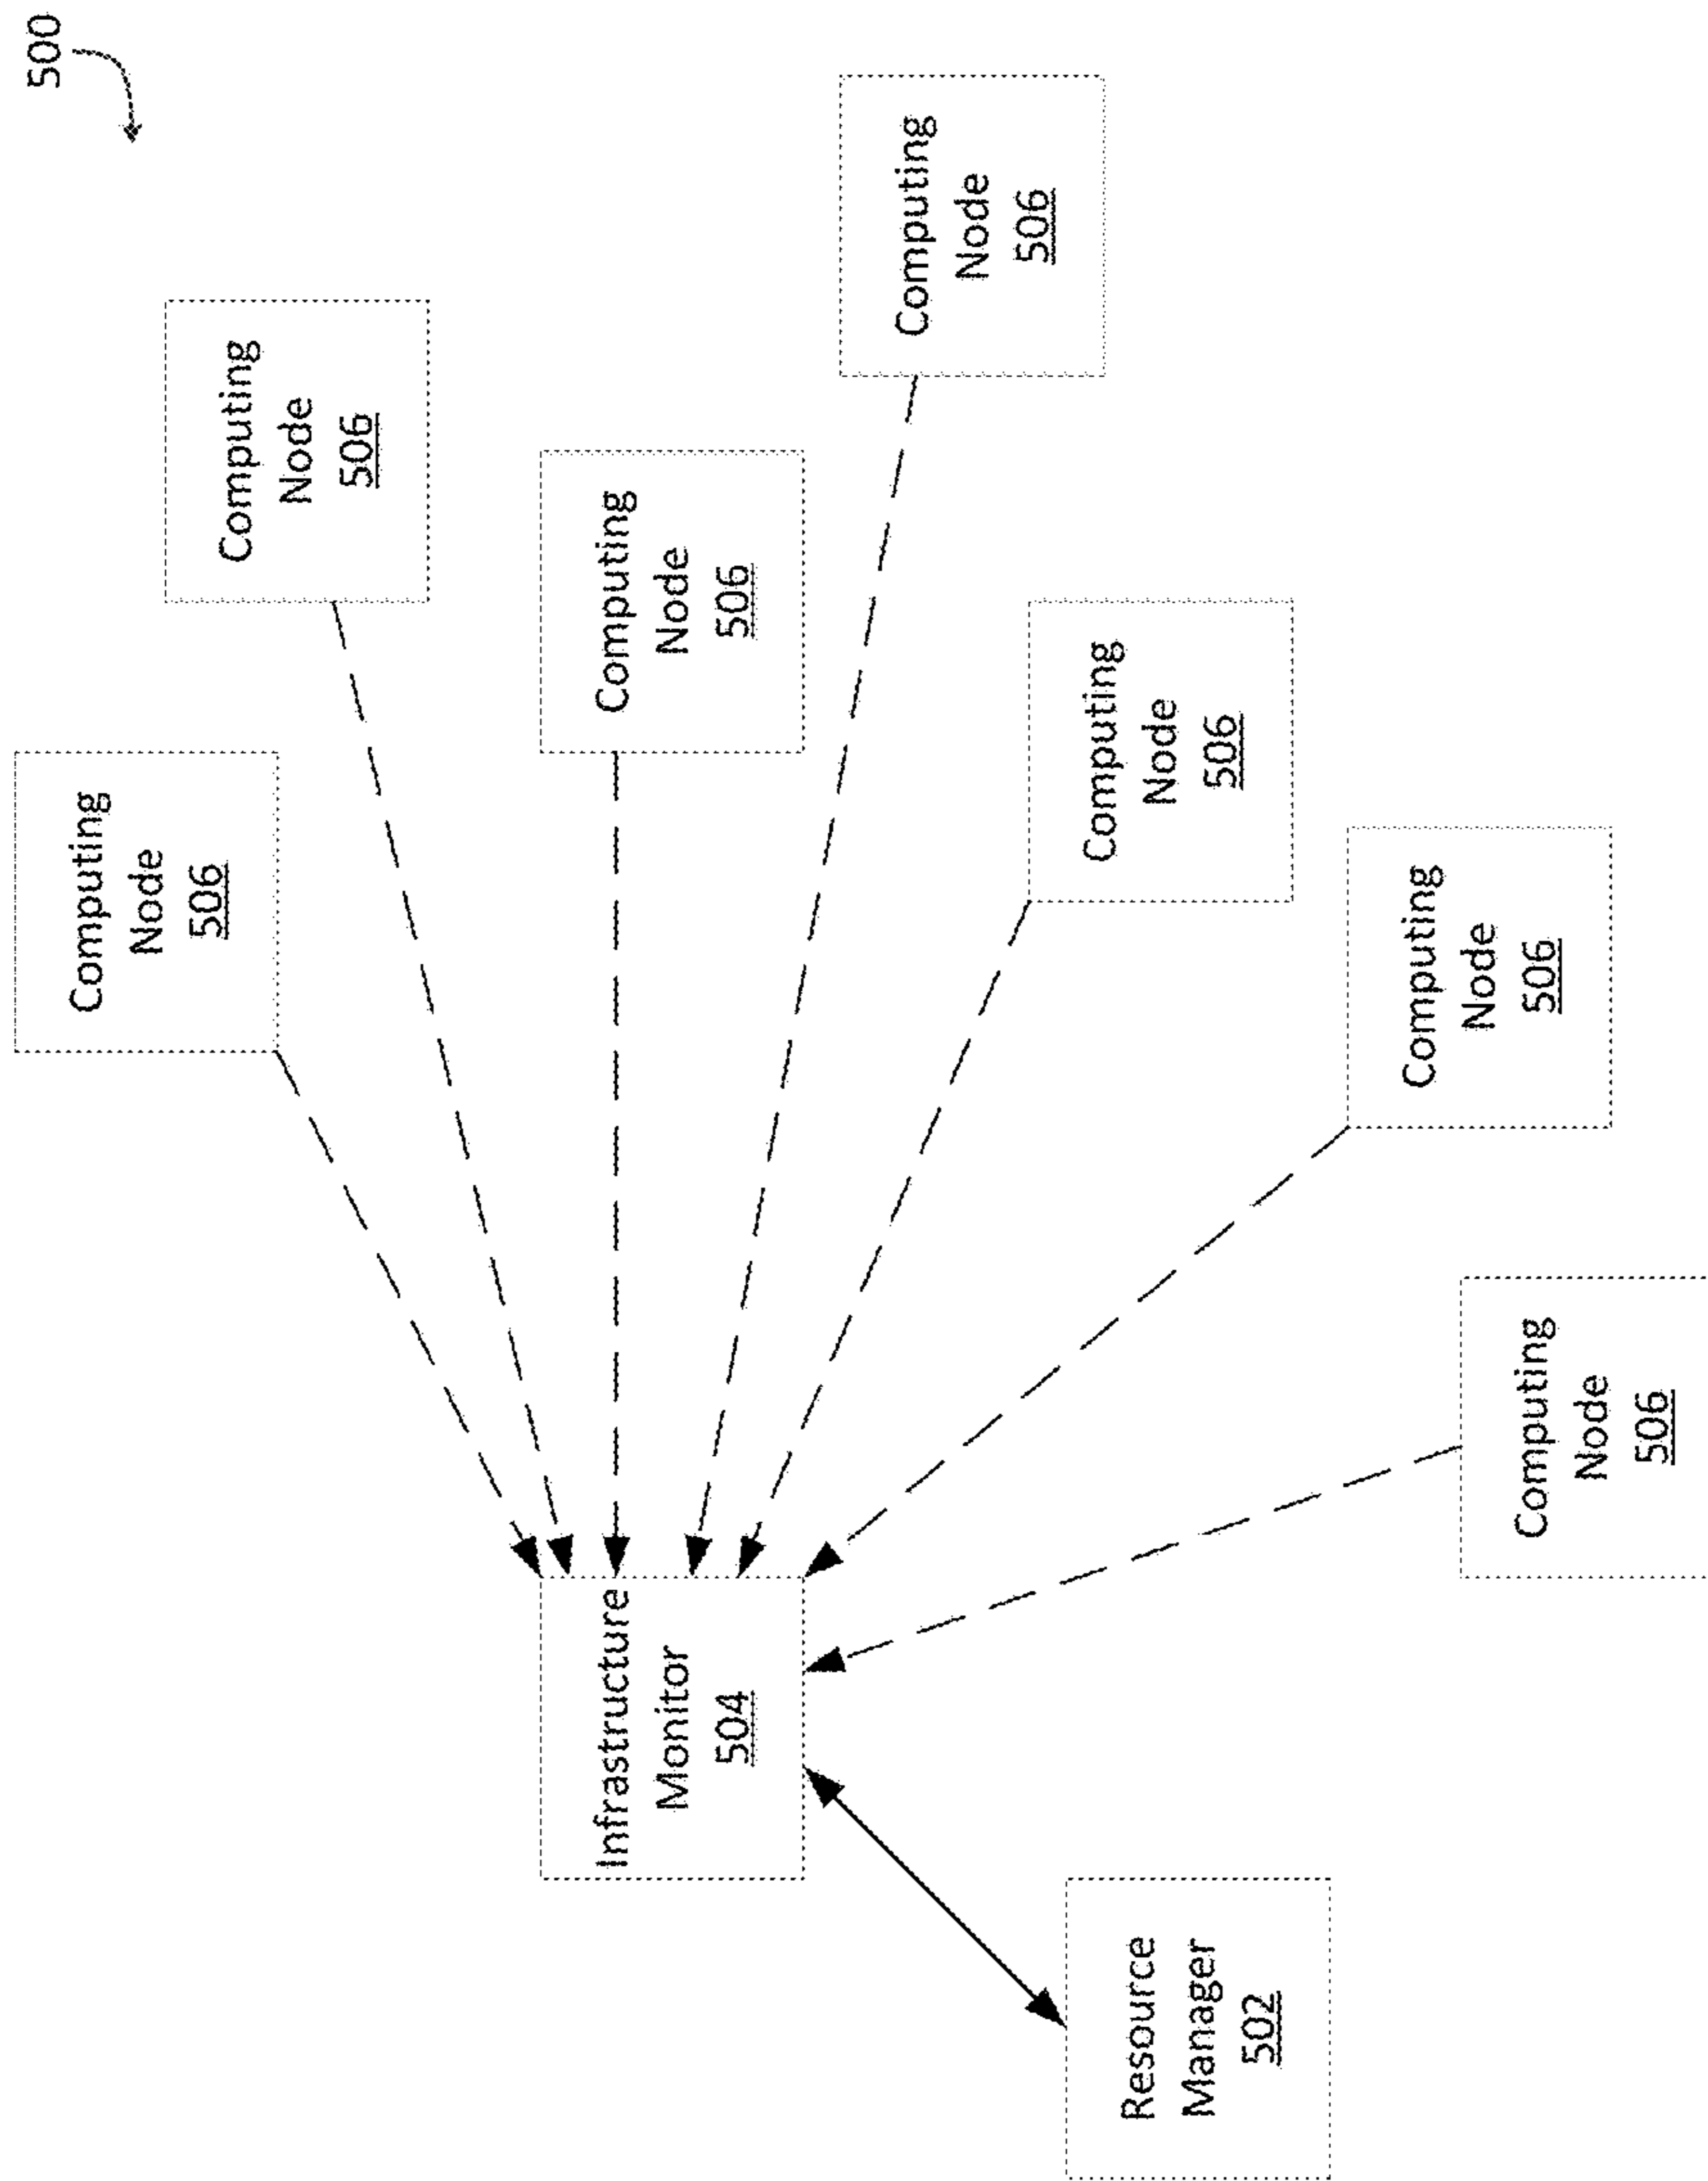 500
Computing
Node
506
Computing
Node
506
Computing
Node
506
Computing
Node
506
Computing
Node
506
Computing
Node
506
Computing
Node
506
Infrastructure
Monitor
504
Resource
Manager
502